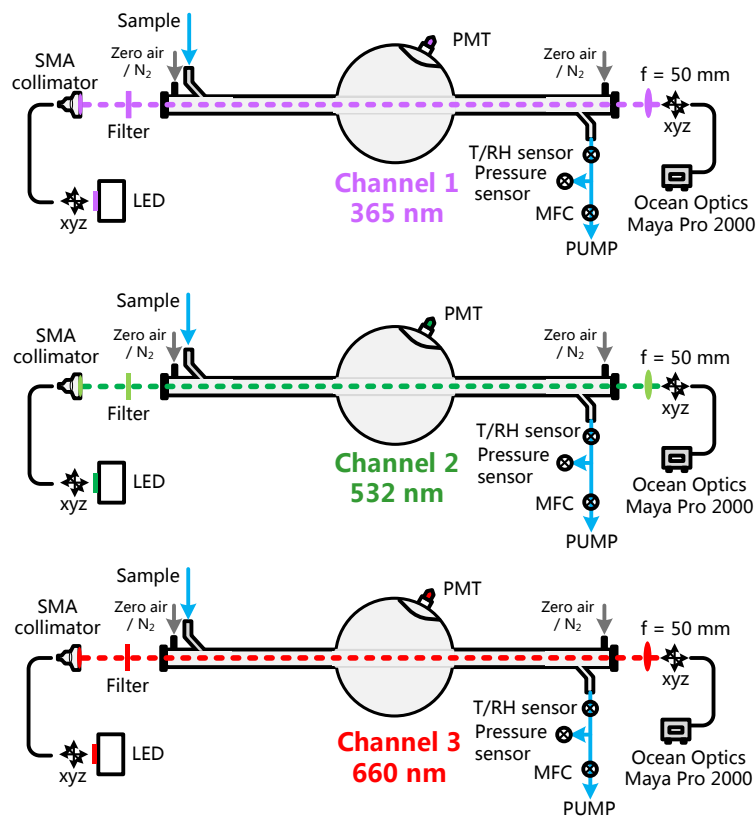 Sample
PMT
SMA
collimator
Zero air
/ N₂
Zero air
/ N₂
f = 50 mm
Filter
xyz
T/RH sensor
Channel 1
365 nm
Pressure
sensor
LED
xyz
MFC
Ocean Optics
Maya Pro 2000
PUMP
Sample
PMT
SMA
collimator
Zero air
/ N₂
Zero air
/ N₂
f = 50 mm
Filter
xyz
T/RH sensor
Channel 2
532 nm
Pressure
sensor
LED
xyz
MFC
Ocean Optics
Maya Pro 2000
PUMP
Sample
PMT
SMA
collimator
Zero air
/ N₂
Zero air
/ N₂
f = 50 mm
Filter
xyz
T/RH sensor
Channel 3
660 nm
Pressure
sensor
LED
xyz
MFC
Ocean Optics
Maya Pro 2000
PUMP